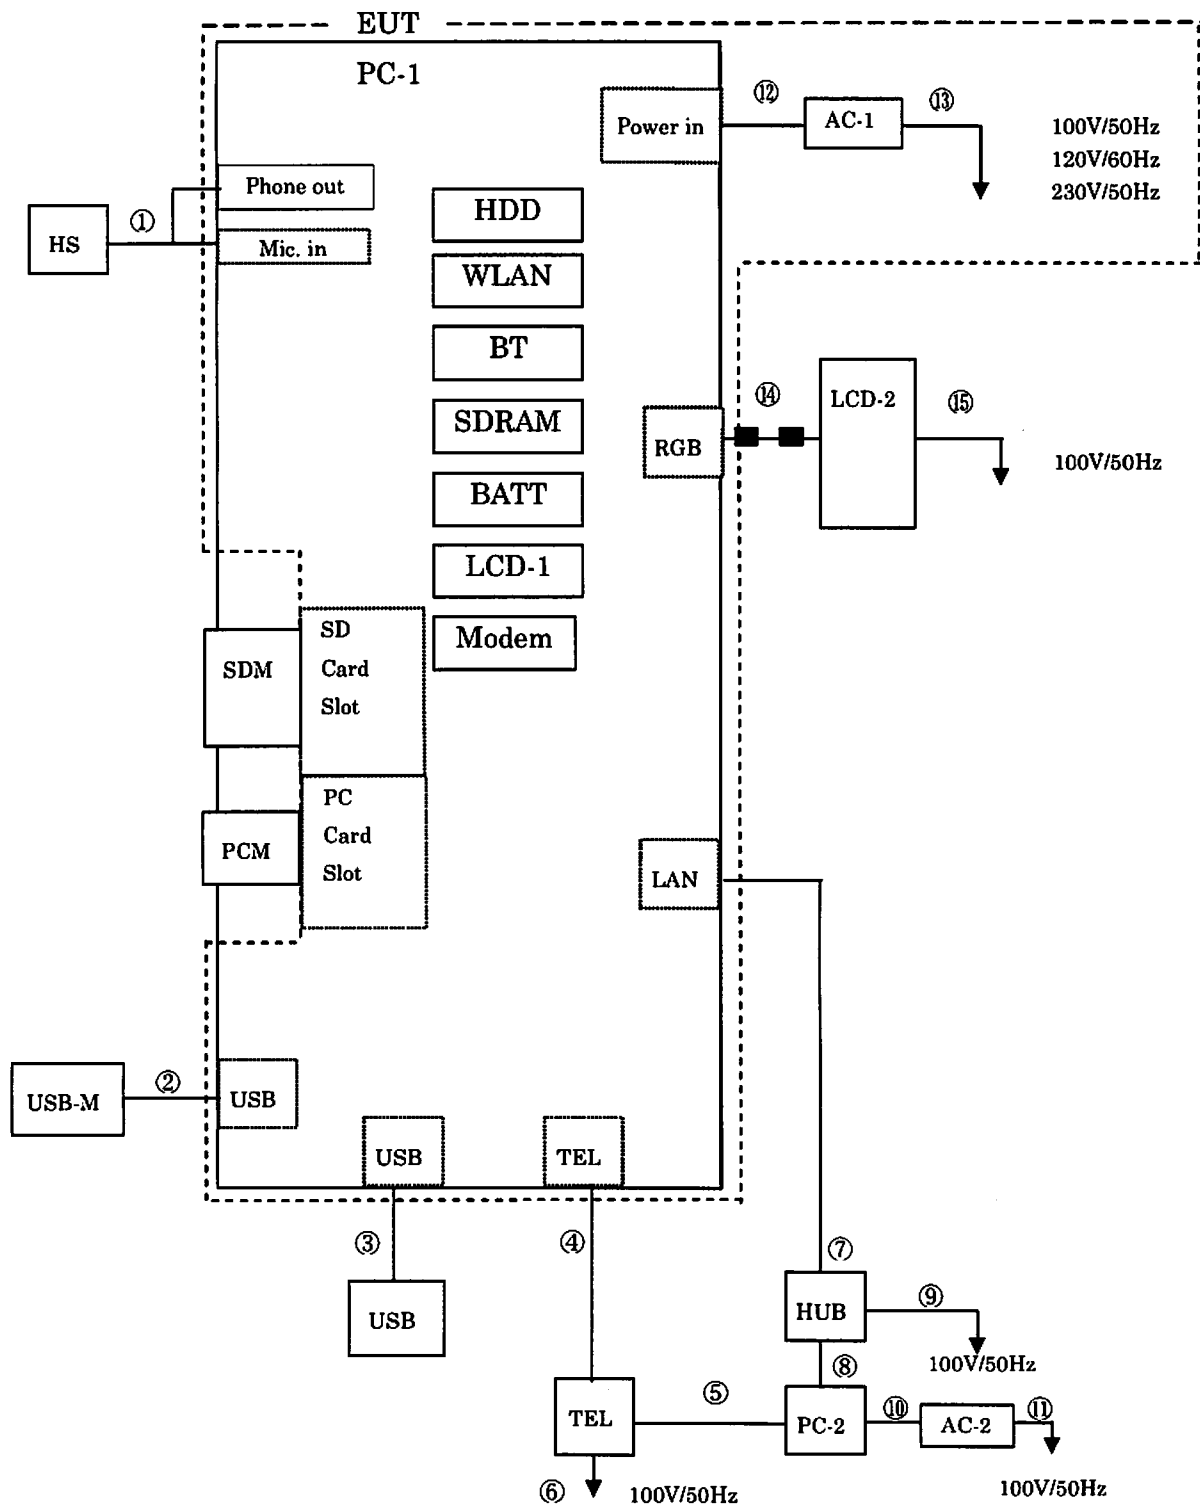 EUT
PC-1
Power in
⑫
AC-1
⑬
100V/50Hz
120V/60Hz
230V/50Hz
Phone out
HS
①
Mic. in
HDD
WLAN
BT
SDRAM
BATT
LCD-1
Modem
RGB
⑭
LCD-2
⑮
100V/50Hz
SDM
SD
Card
Slot
PCM
PC
Card
Slot
LAN
USB-M
②
USB
USB
TEL
③
④
⑦
USB
HUB
⑨
100V/50Hz
⑧
TEL
⑤
PC-2
⑩
AC-2
⑪
⑥
100V/50Hz
100V/50Hz